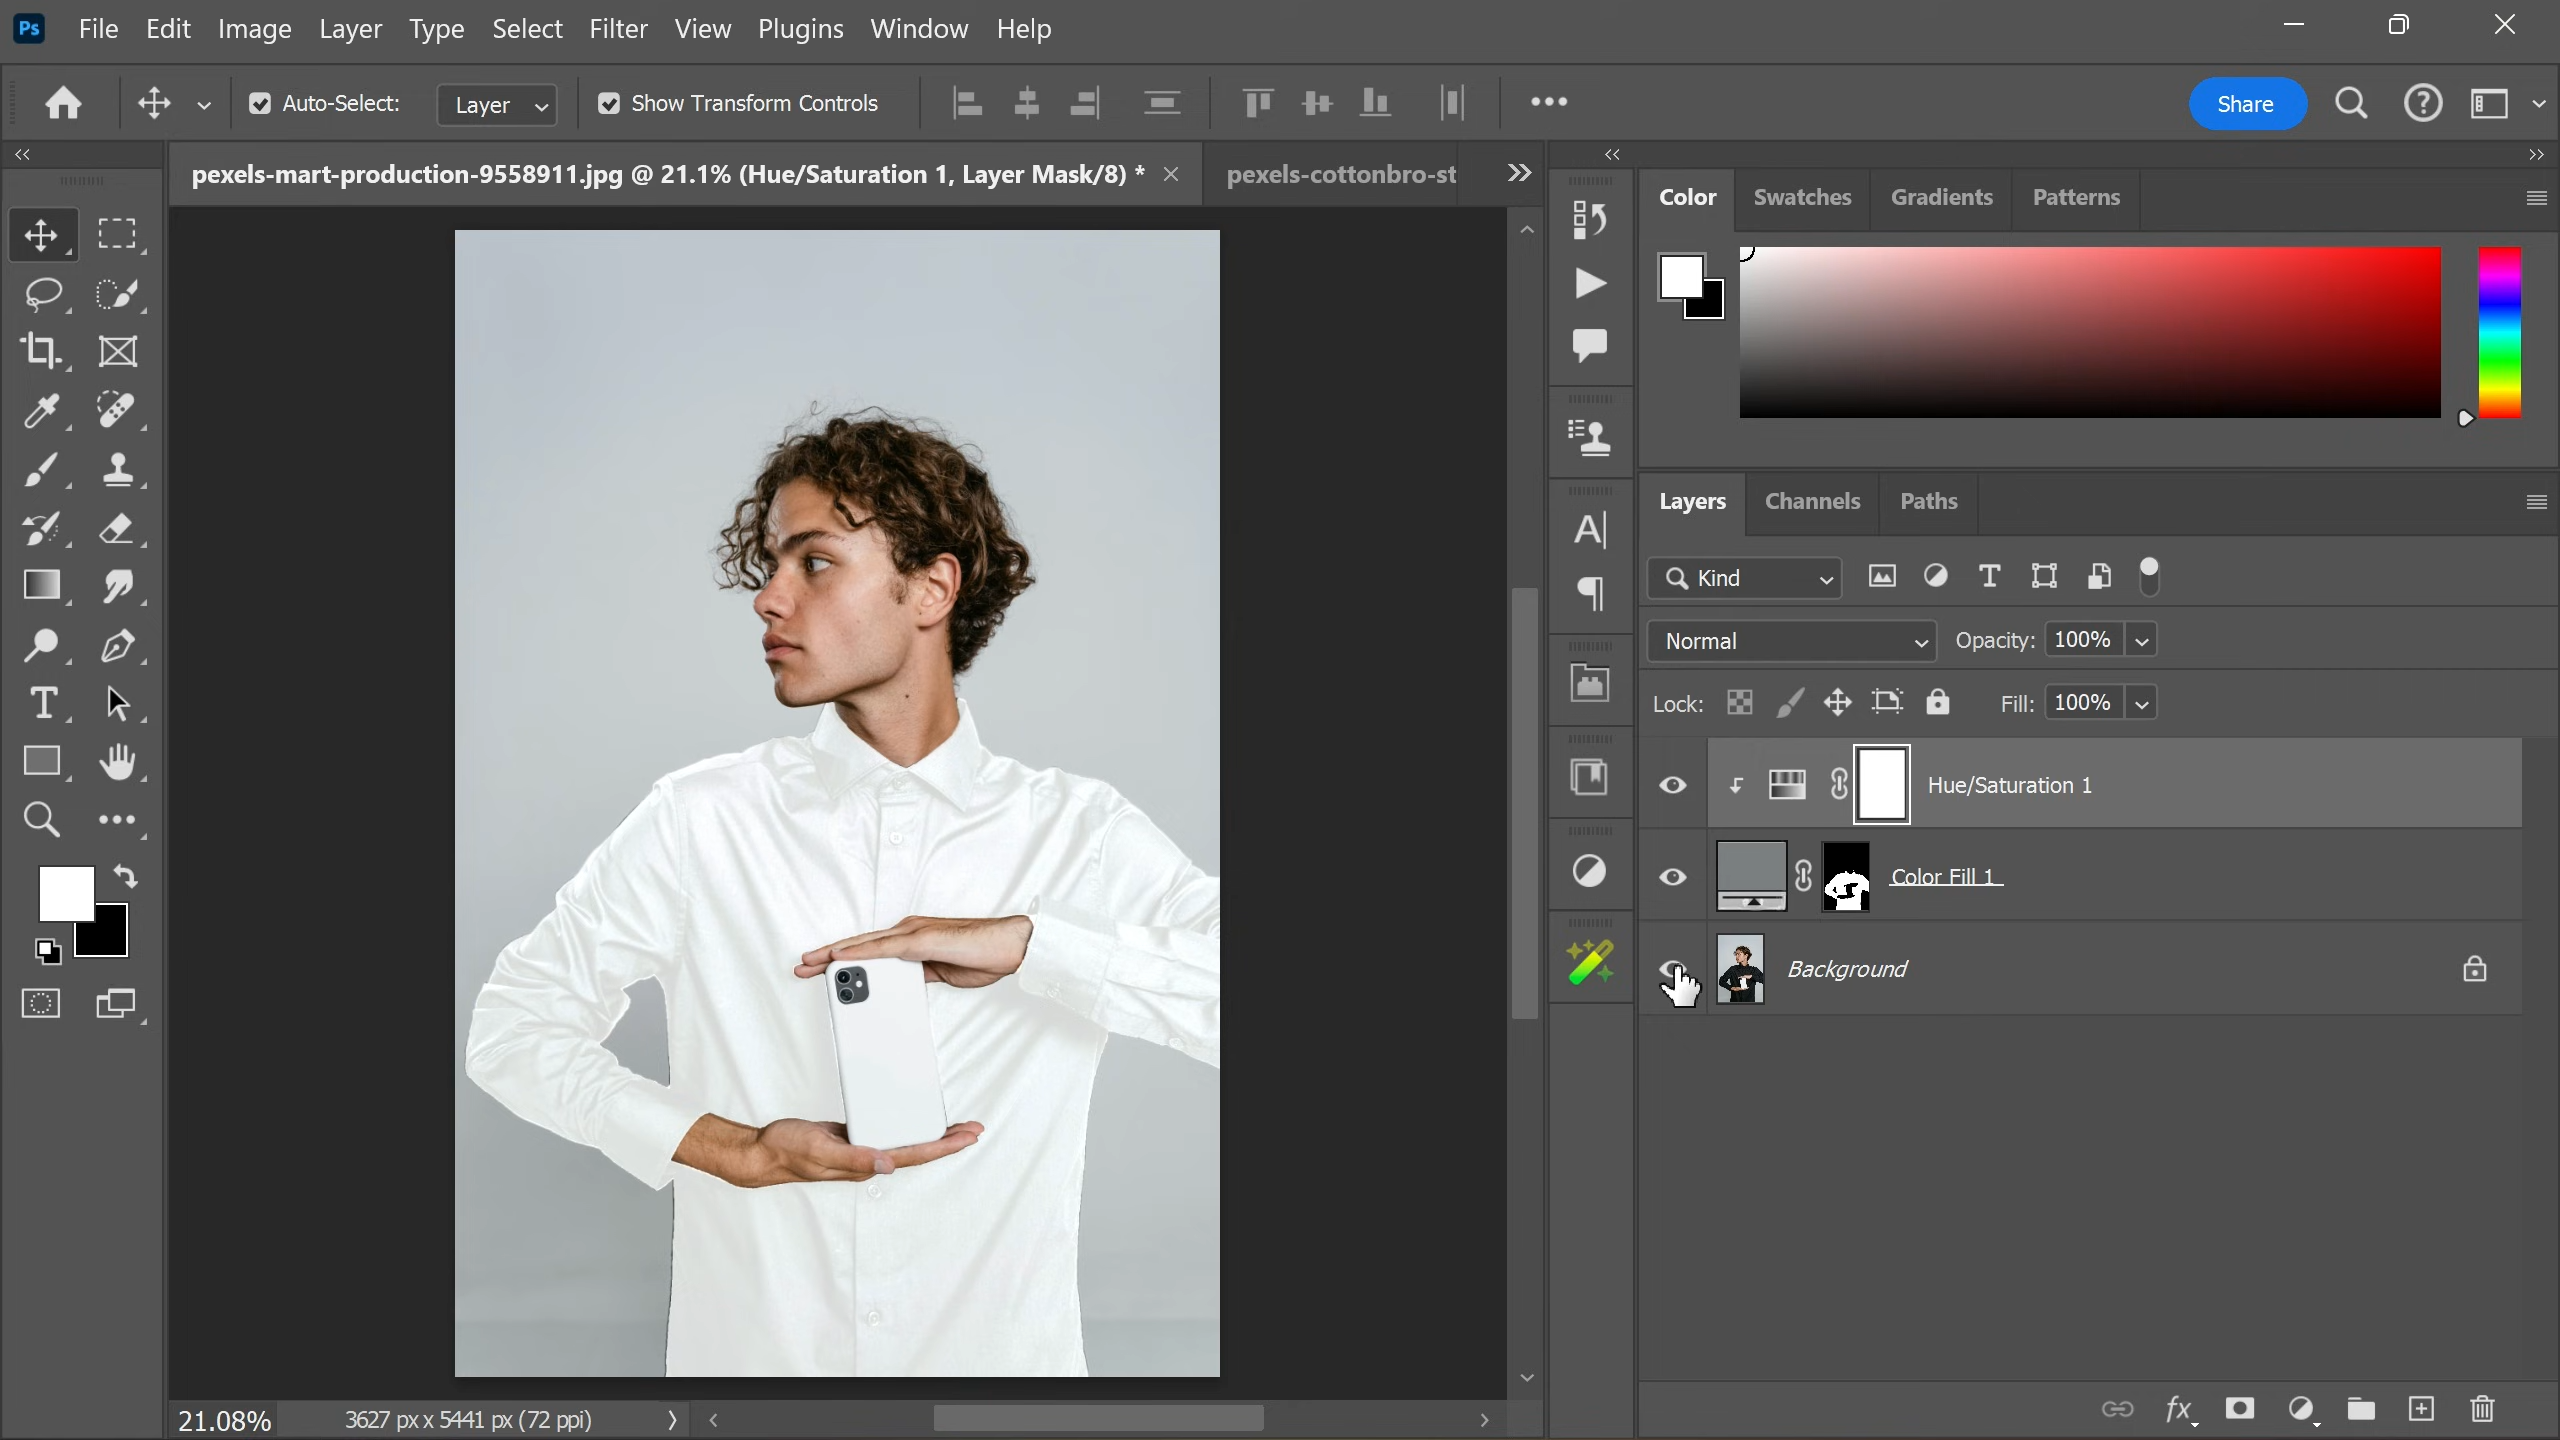 Ps File Edit Image Layer Type Select Filter View Plugins Window Help
Auto-Select: Layer Show Transform Controls Share
pexels-mart-production-9558911.jpg @ 21.1% (Hue/Saturation 1, Layer Mask/8) * pexels-cottonbro-st
Color Swatches Gradients Patterns
Layers Channels Paths
Kind
Normal Opacity: 100%
Lock: Fill: 100%
Hue/Saturation 1
Color Fill 1
Background
21.08% 3627 px x 5441 px (72 ppi)
fx